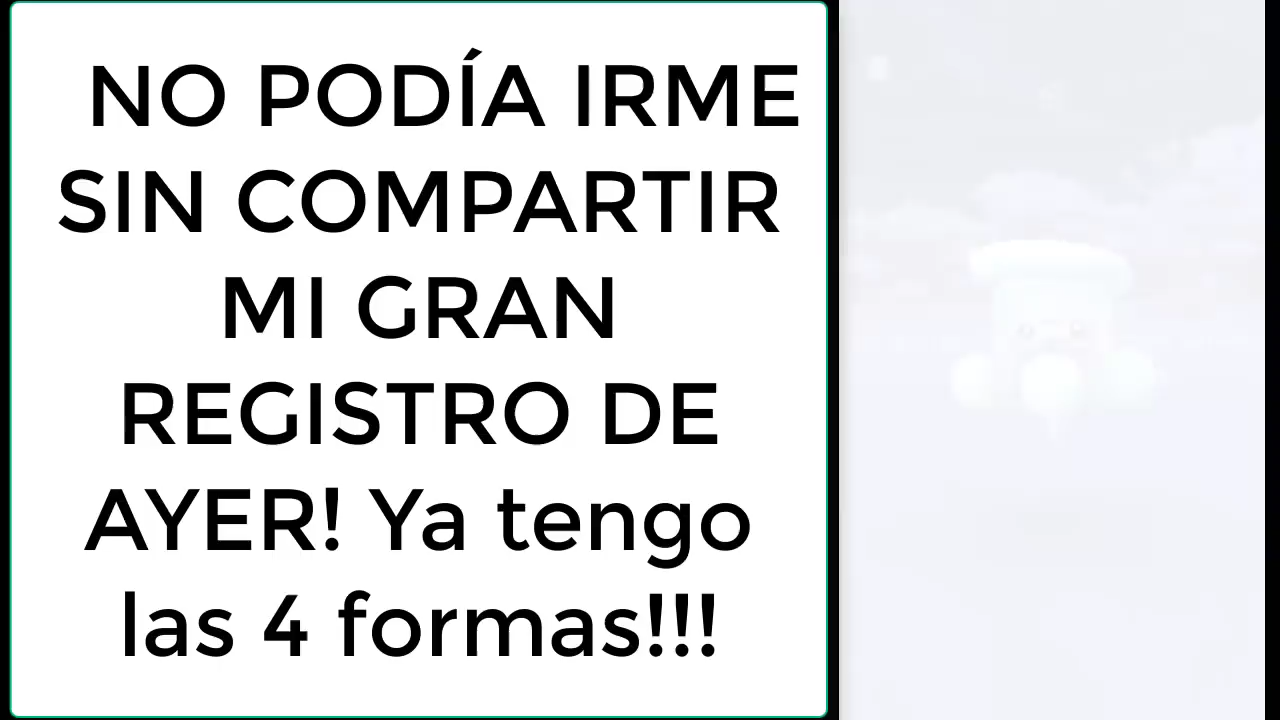 NO PODÍA IRME
SIN COMPARTIR
MI GRAN
REGISTRO DE
AYER! Ya tengo
las 4 formas!!!